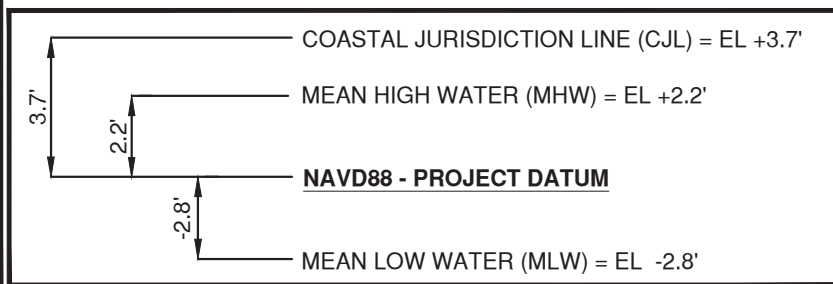 COASTAL JURISDICTION LINE (CJL) = EL +3.7'
3.7'
MEAN HIGH WATER (MHW) = EL +2.2'
2.2'
NAVD88 - PROJECT DATUM
-2.8'
MEAN LOW WATER (MLW) = EL -2.8'